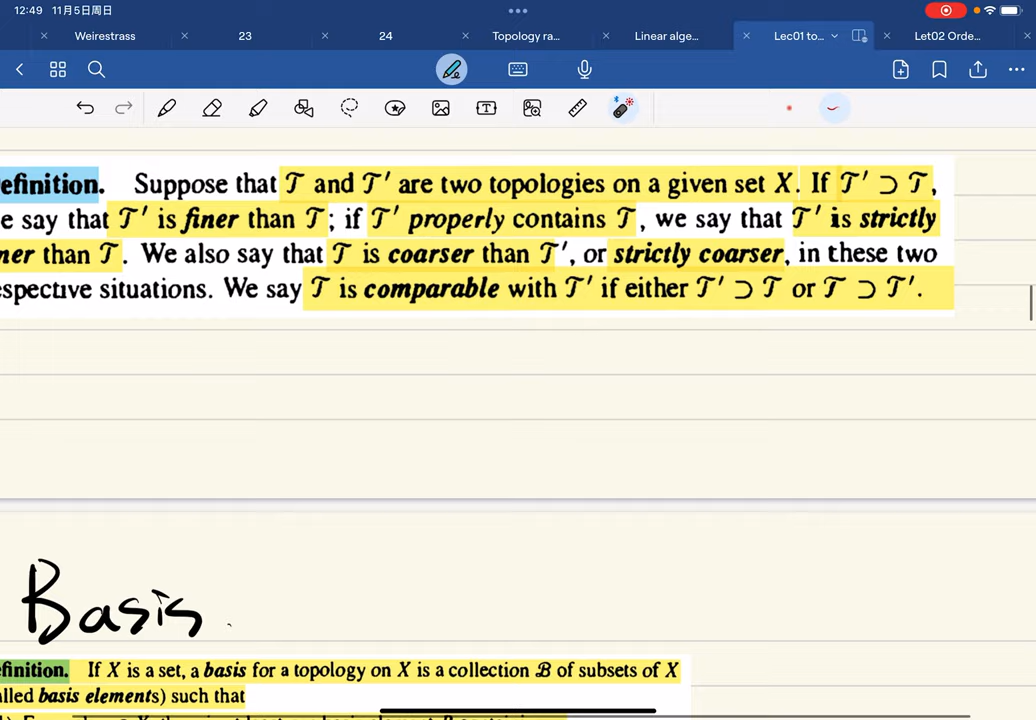 12:49 11月5日周日
Weirestrass
23
24
Topology ra...
Linear alge...
Lec01 to...
Let02 Orde...
efinition. Suppose that 𝒯 and 𝒯′ are two topologies on a given set X. If 𝒯′ ⊃ 𝒯,
e say that 𝒯′ is finer than 𝒯; if 𝒯′ properly contains 𝒯, we say that 𝒯′ is strictly
ner than 𝒯. We also say that 𝒯 is coarser than 𝒯′, or strictly coarser, in these two
spective situations. We say 𝒯 is comparable with 𝒯′ if either 𝒯′ ⊃ 𝒯 or 𝒯 ⊃ 𝒯′.
Basis
efinition. If X is a set, a basis for a topology on X is a collection ℬ of subsets of X
alled basis elements) such that